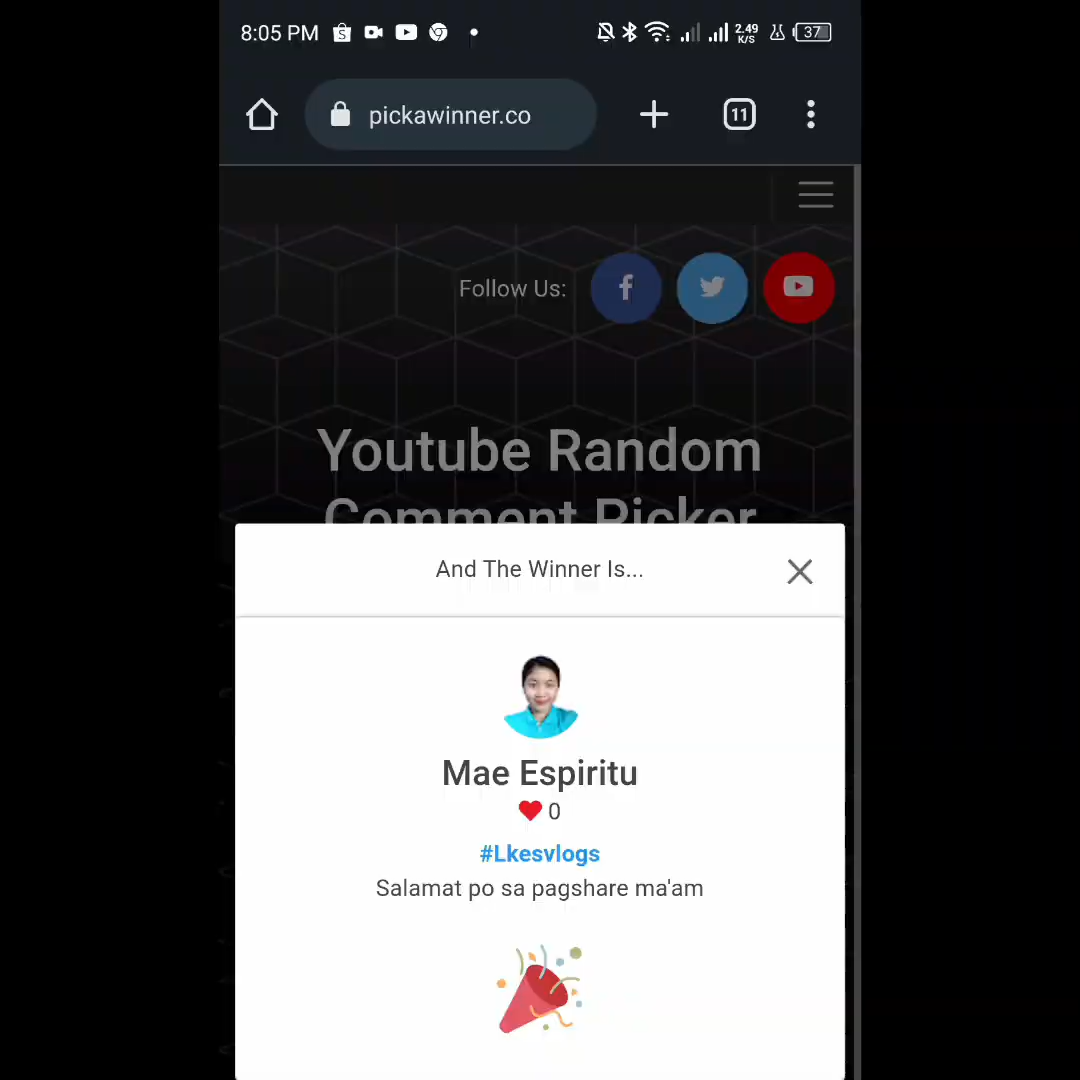 8:05 PM 2.49 K/S 37
pickawinner.co 11
Follow Us:
Youtube Random
Comment Picker
And The Winner Is...
Mae Espiritu
0
#Lkesvlogs
Salamat po sa pagshare ma'am